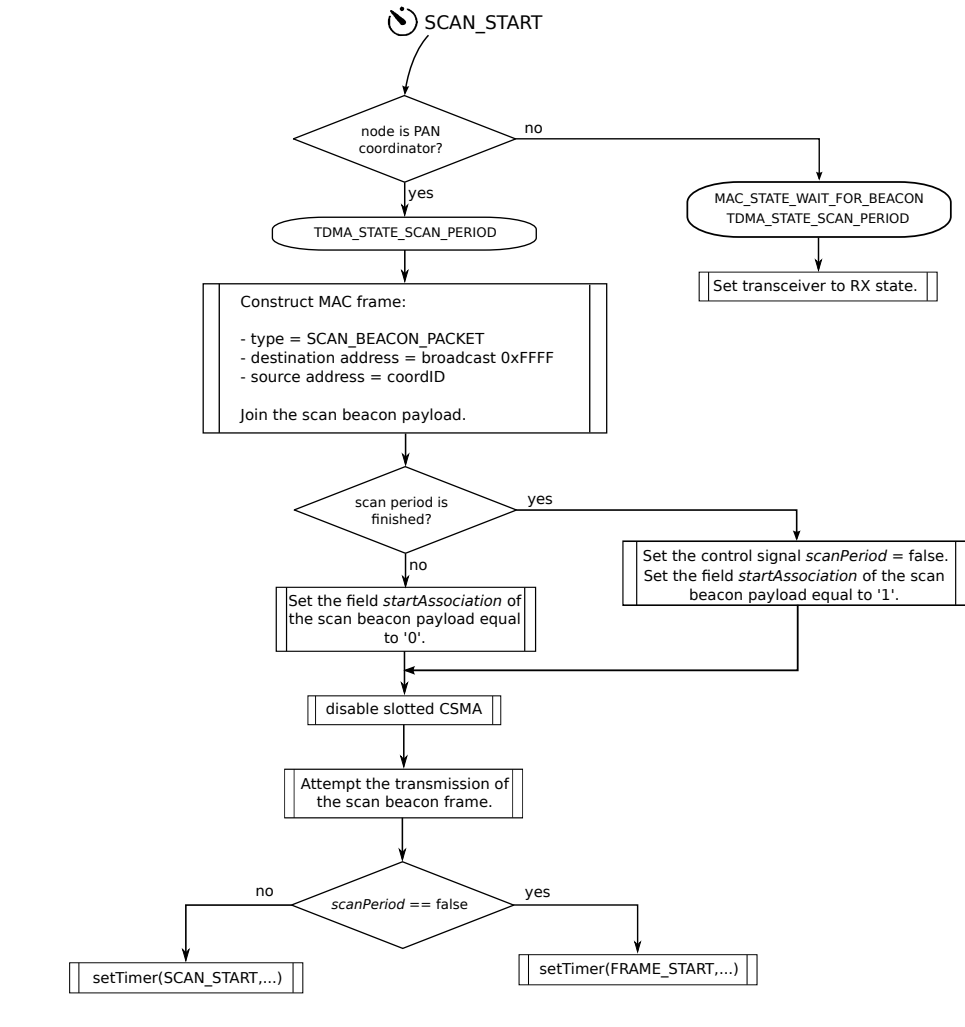 SCAN_START
node is PAN
coordinator?
no
yes
MAC_STATE_WAIT_FOR_BEACON
TDMA_STATE_SCAN_PERIOD
TDMA_STATE_SCAN_PERIOD
Set transceiver to RX state.
Construct MAC frame:
- type = SCAN_BEACON_PACKET
- destination address = broadcast 0xFFFF
- source address = coordID
Join the scan beacon payload.
scan period is
finished?
yes
no
Set the control signal scanPeriod = false.
Set the field startAssociation of the scan
beacon payload equal to '1'.
Set the field startAssociation of
the scan beacon payload equal
to '0'.
disable slotted CSMA
Attempt the transmission of
the scan beacon frame.
no
scanPeriod == false
yes
setTimer(SCAN_START,...)
setTimer(FRAME_START,...)